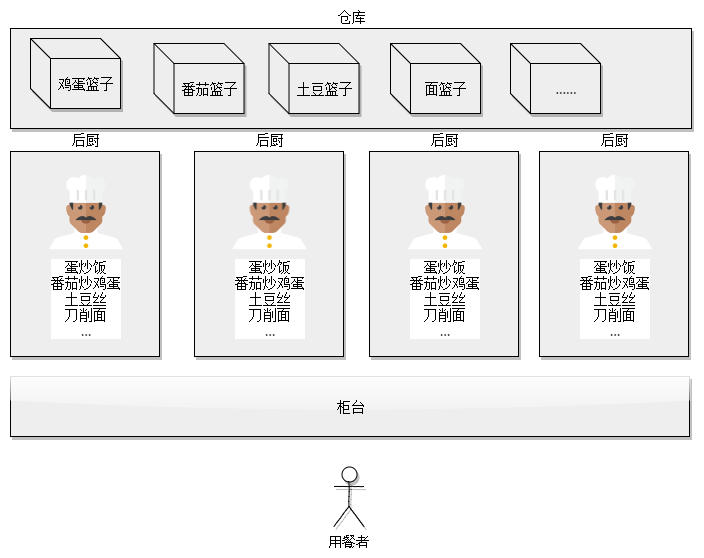 仓库
鸡蛋篮子
番茄篮子
土豆篮子
面篮子
......
后厨
后厨
后厨
后厨
蛋炒饭
番茄炒鸡蛋
土豆丝
刀削面
...
蛋炒饭
番茄炒鸡蛋
土豆丝
刀削面
...
蛋炒饭
番茄炒鸡蛋
土豆丝
刀削面
...
蛋炒饭
番茄炒鸡蛋
土豆丝
刀削面
...
柜台
用餐者